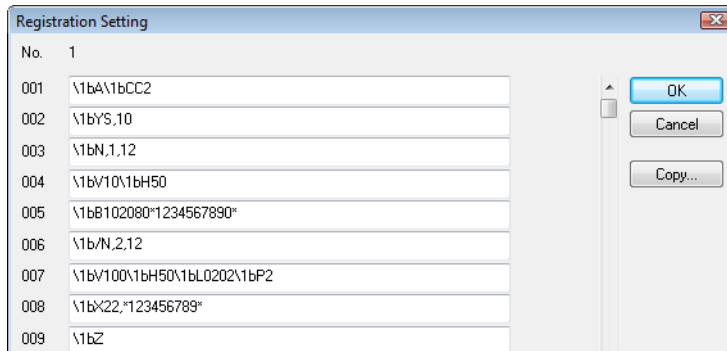 Registration Setting
No. 1
001 \1bA\1bCC2 OK
002 \1bYS,10 Cancel
003 \1bN,1,12
004 \1bV10\1bH50 Copy...
005 \1bB102080*1234567890*
006 \1b/N,2,12
007 \1bV100\1bH50\1bL0202\1bP2
008 \1bX22,*123456789*
009 \1bZ